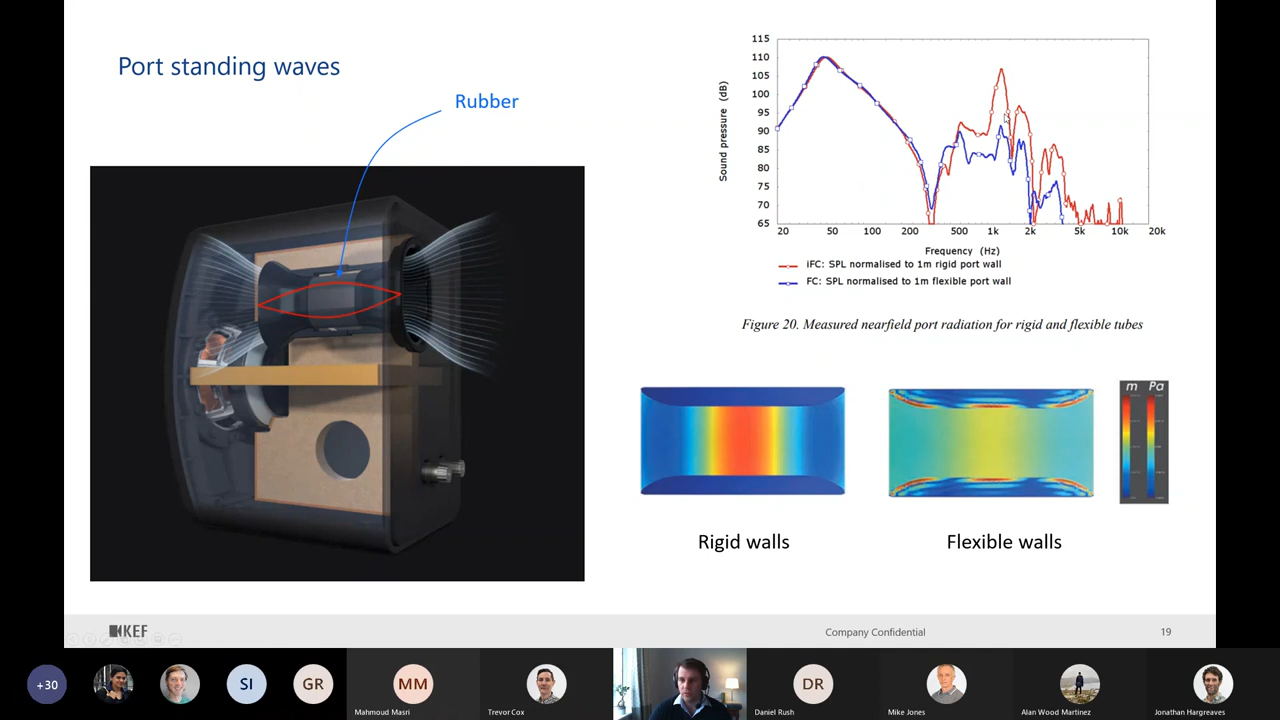 Port standing waves
Rubber
115
110
105
100
95
90
85
80
75
70
65
Sound pressure (dB)
20 50 100 200 500 1k 2k 5k 10k 20k
Frequency (Hz)
iFC: SPL normalised to 1m rigid port wall
FC: SPL normalised to 1m flexible port wall
Figure 20. Measured nearfield port radiation for rigid and flexible tubes
m Pa
Rigid walls
Flexible walls
KEF
Company Confidential
19
+30
SI
GR
MM
DR
Mahmoud Masri
Trevor Cox
Daniel Rush
Mike Jones
Alan Wood Martinez
Jonathan Hargreaves